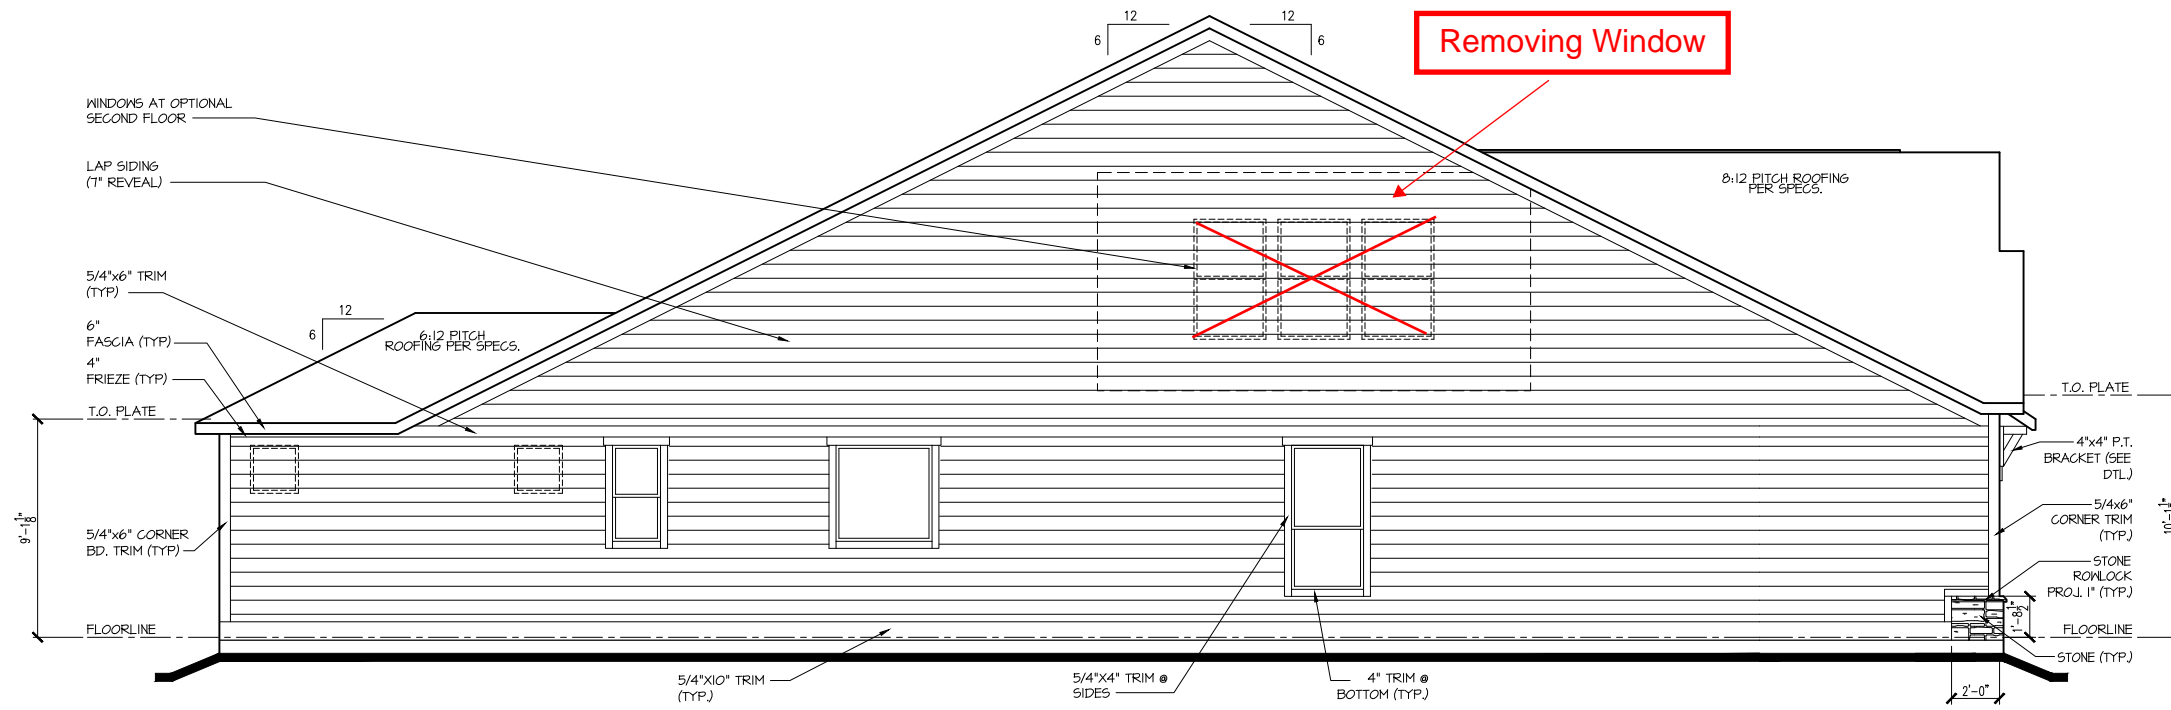 12
12
6
6
Removing Window
WINDOWS AT OPTIONAL
SECOND FLOOR
LAP SIDING
(7" REVEAL)
8:12 PITCH ROOFING
PER SPECS.
5/4"x6" TRIM
(TYP)
12
6
6:12 PITCH
ROOFING PER SPECS.
6"
FASCIA (TYP)
4"
FRIEZE (TYP)
T.O. PLATE
T.O. PLATE
4"x4" P.T.
BRACKET (SEE
DTL.)
9'-1 1/8"
10'-1 1/2"
5/4"x6" CORNER
BD. TRIM (TYP)
5/4x6"
CORNER TRIM
(TYP.)
STONE
ROWLOCK
PROJ. 1" (TYP.)
1'-8 1/2"
FLOORLINE
FLOORLINE
STONE (TYP.)
5/4"X10" TRIM
(TYP.)
5/4"X4" TRIM @
SIDES
4" TRIM @
BOTTOM (TYP.)
2'-0"